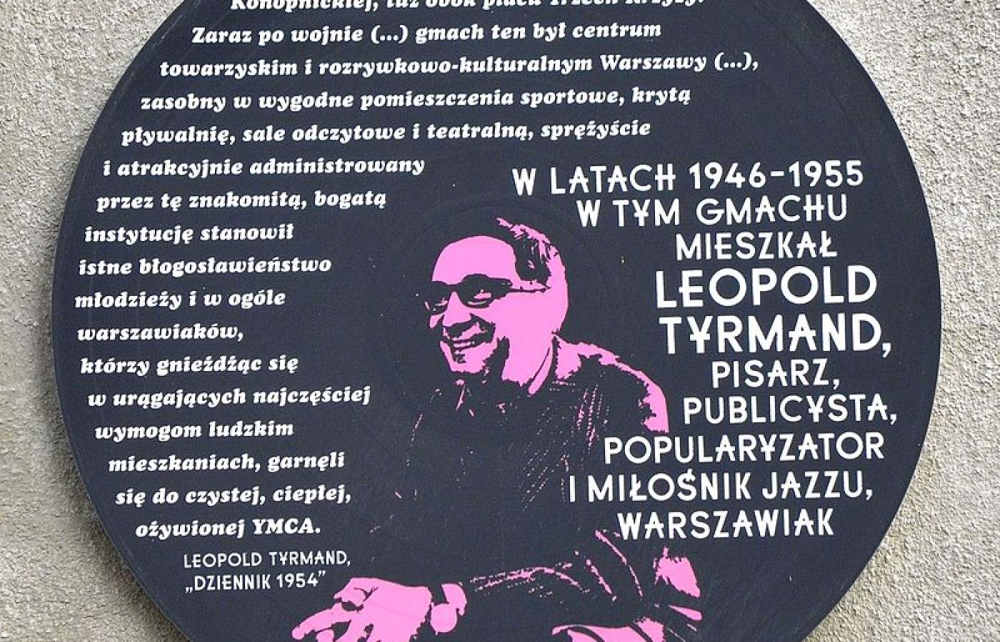 Konopnickiej, tuż obok placu Trzech Krzyży.
Zaraz po wojnie (...) gmach ten był centrum
towarzyskim i rozrywkowo-kulturalnym Warszawy (...),
zasobny w wygodne pomieszczenia sportowe, krytą
pływalnię, sale odczytowe i teatralną, sprężyście
i atrakcyjnie administrowany
przez tę znakomitą, bogatą
instytucję stanowił
istne błogosławieństwo
młodzieży i w ogóle
warszawiaków,
którzy gnieżdżąc się
w urągających najczęściej
wymogom ludzkim
mieszkaniach, garnęli
się do czystej, ciepłej,
ożywionej YMCA.
LEOPOLD TYRMAND,
„DZIENNIK 1954”
W LATACH 1946-1955
W TYM GMACHU
MIESZKAŁ
LEOPOLD
TYRMAND,
PISARZ,
PUBLICYSTA,
POPULARYZATOR
I MIŁOŚNIK JAZZU,
WARSZAWIAK